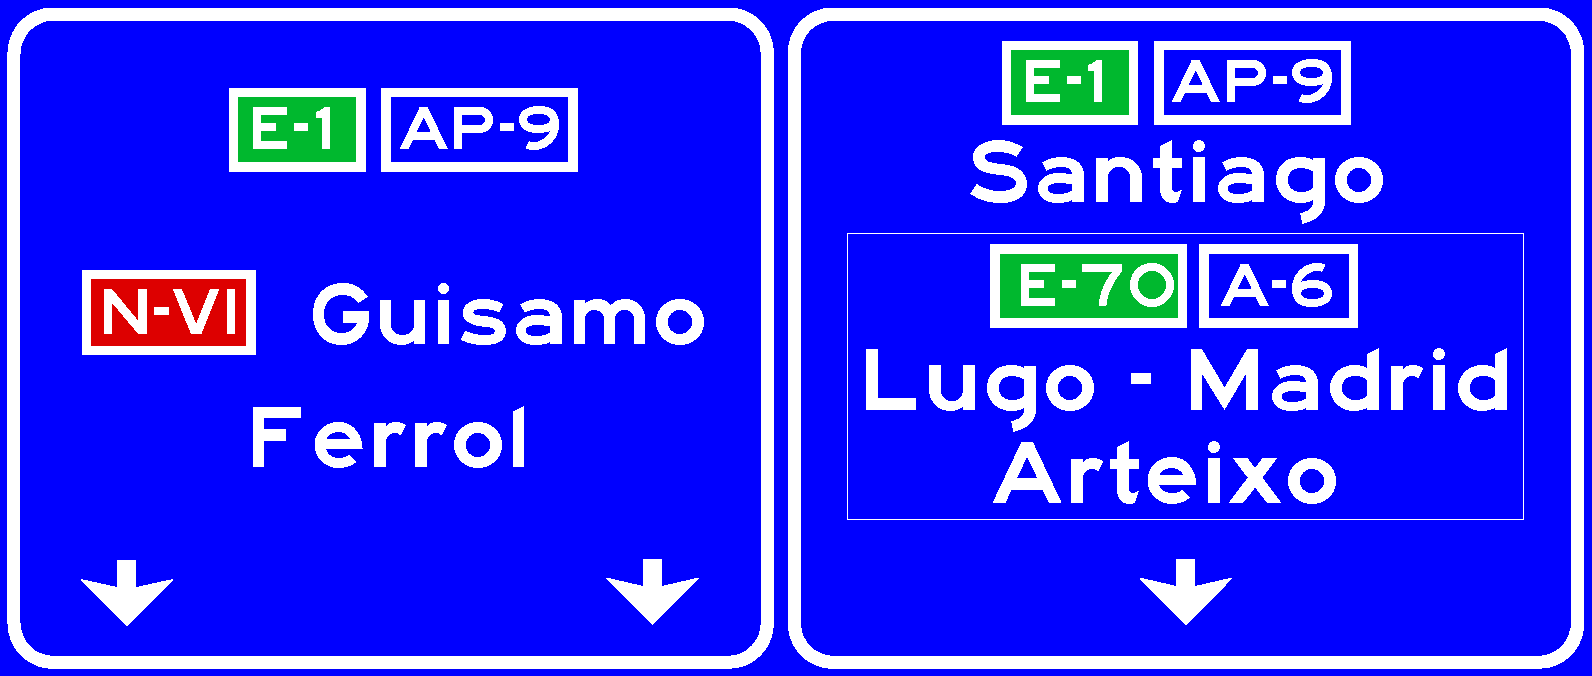 E-1 AP-9
N-VI Guisamo
Ferrol
E-1 AP-9
Santiago
E-70 A-6
Lugo - Madrid
Arteixo